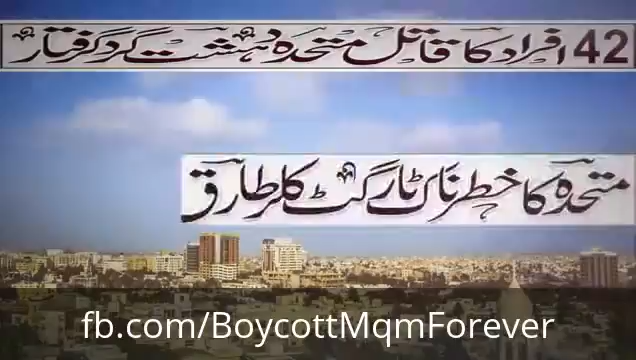 42 افراد کا قاتل متحدہ دہشت گرد گرفتار
متحدہ کا خطرناک ٹارگٹ کلر طارق
fb.com/BoycottMqmForever